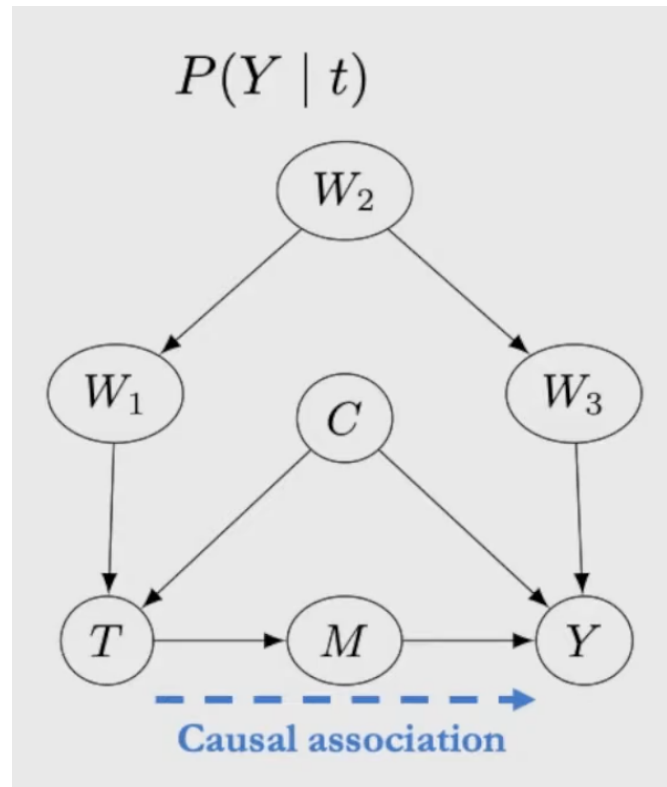 P(Y | t)
W₂
W₁
C
W₃
T
M
Y
Causal association